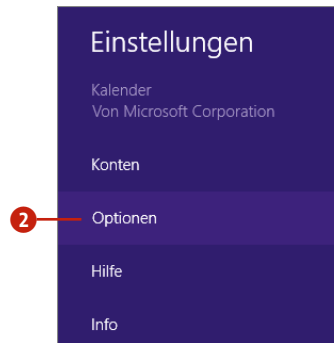 Einstellungen
Kalender
Von Microsoft Corporation
Konten
2 Optionen
Hilfe
Info